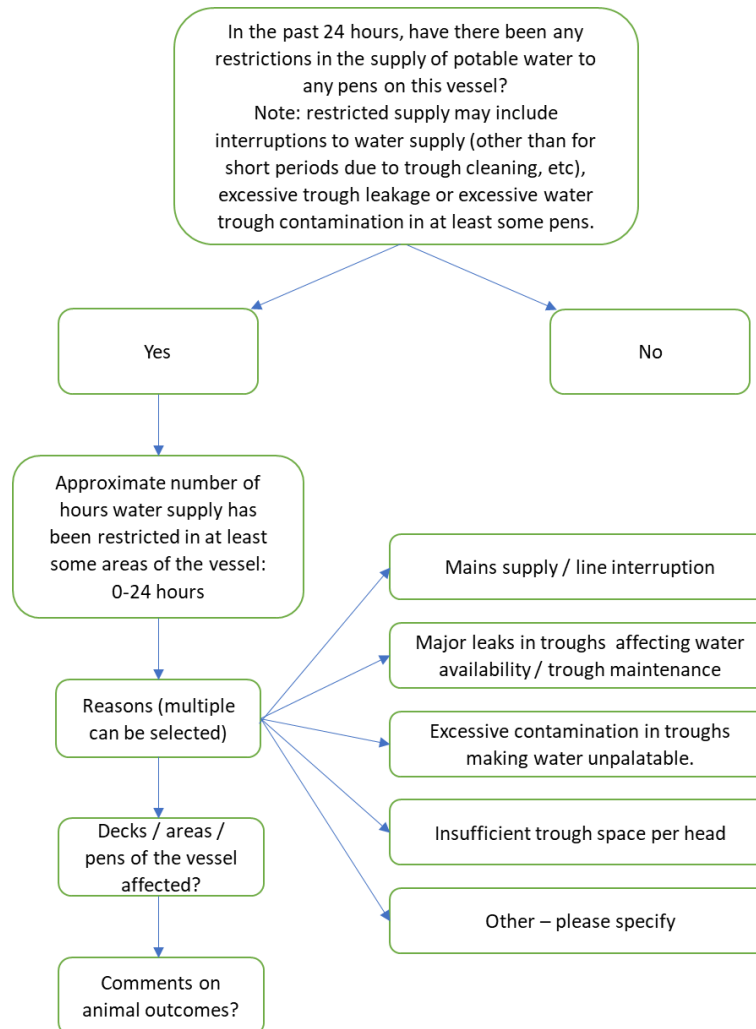 In the past 24 hours, have there been any
restrictions in the supply of potable water to
any pens on this vessel?
Note: restricted supply may include
interruptions to water supply (other than for
short periods due to trough cleaning, etc),
excessive trough leakage or excessive water
trough contamination in at least some pens.
Yes
No
Approximate number of
hours water supply has
been restricted in at least
some areas of the vessel:
0-24 hours
Reasons (multiple
can be selected)
Mains supply / line interruption
Major leaks in troughs affecting water
availability / trough maintenance
Excessive contamination in troughs
making water unpalatable.
Insufficient trough space per head
Other – please specify
Decks / areas /
pens of the vessel
affected?
Comments on
animal outcomes?